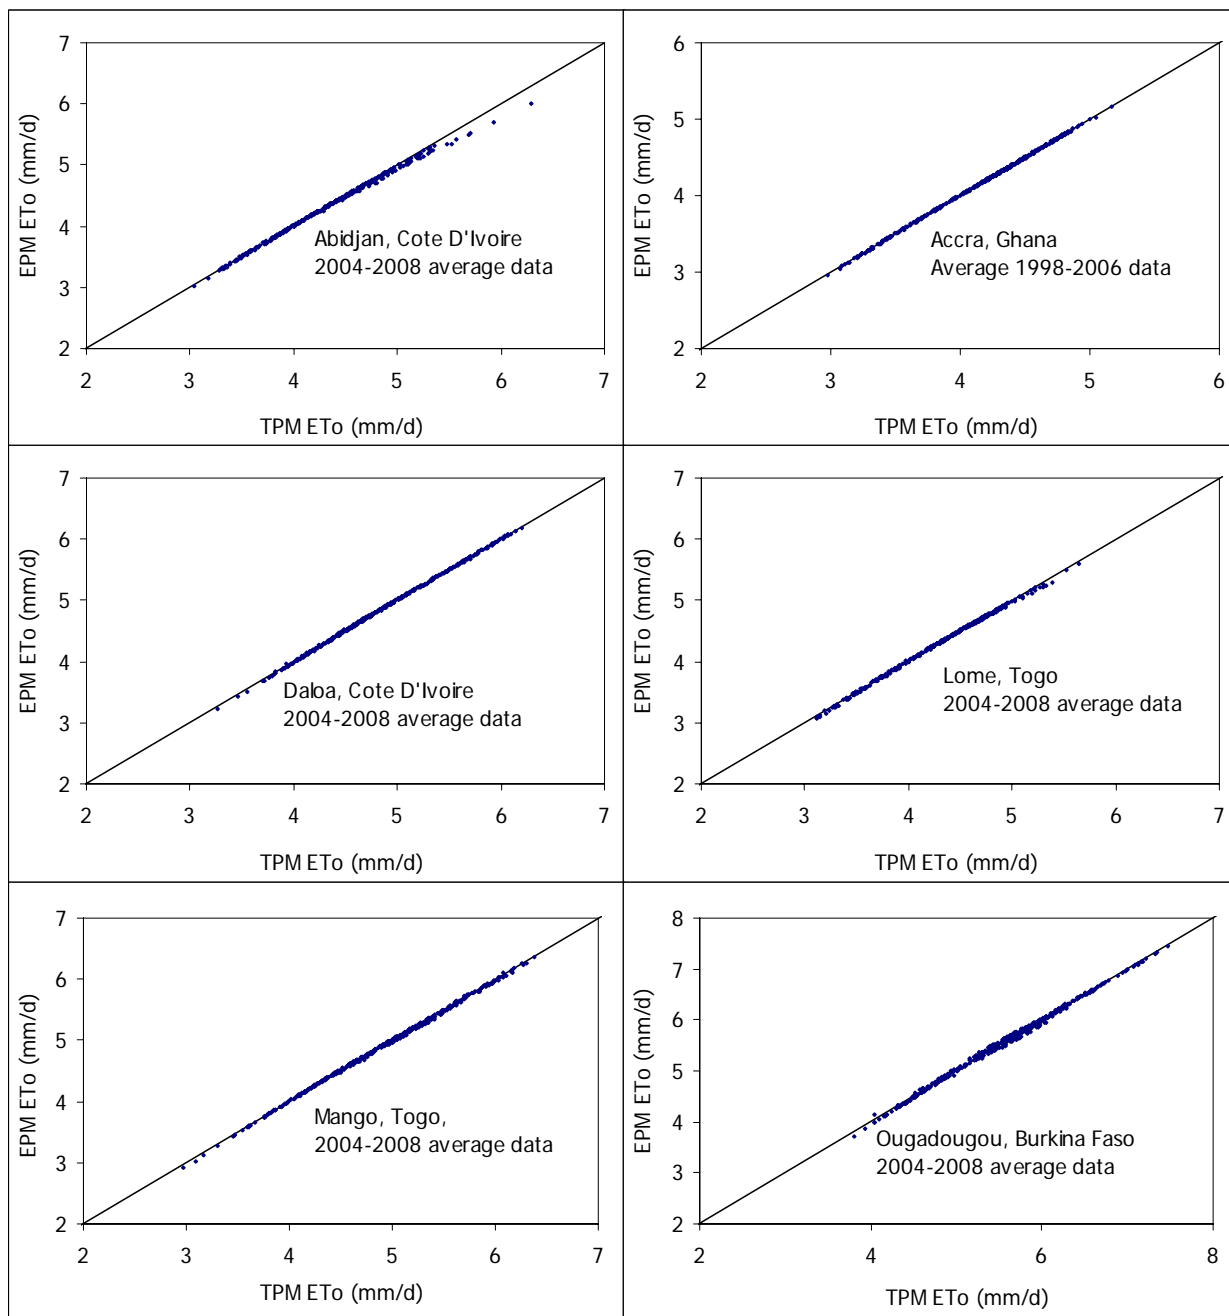 7
6
5
4
3
2
EPM ETo (mm/d)
Abidjan, Cote D'Ivoire
2004-2008 average data
2 3 4 5 6 7
TPM ETo (mm/d)
6
5
4
3
2
EPM ETo (mm/d)
Accra, Ghana
Average 1998-2006 data
2 3 4 5 6
TPM ETo (mm/d)
7
6
5
4
3
2
EPM ETo (mm/d)
Daloa, Cote D'Ivoire
2004-2008 average data
2 3 4 5 6 7
TPM ETo (mm/d)
7
6
5
4
3
2
EPM ETo (mm/d)
Lome, Togo
2004-2008 average data
2 3 4 5 6 7
TPM ETo (mm/d)
7
6
5
4
3
2
EPM ETo (mm/d)
Mango, Togo,
2004-2008 average data
2 3 4 5 6 7
TPM ETo (mm/d)
8
7
6
5
4
3
2
EPM ETo (mm/d)
Ougadougou, Burkina Faso
2004-2008 average data
2 4 6 8
TPM ETo (mm/d)